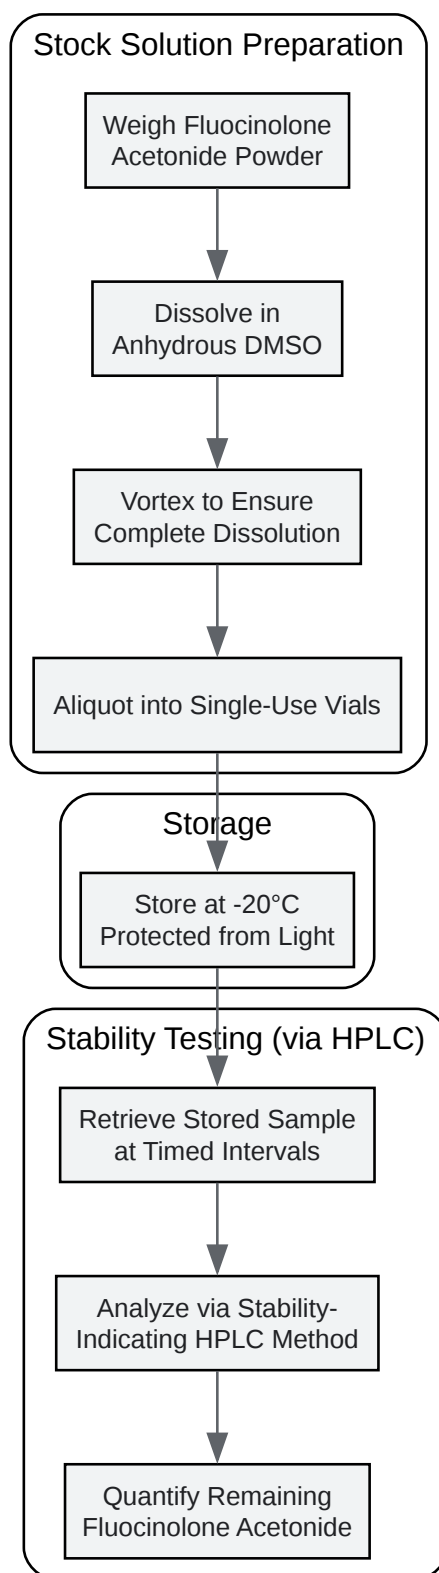 Stock Solution Preparation
Weigh Fluocinolone
Acetonide Powder
Dissolve in
Anhydrous DMSO
Vortex to Ensure
Complete Dissolution
Aliquot into Single-Use Vials
Storage
Store at -20°C
Protected from Light
Stability Testing (via HPLC)
Retrieve Stored Sample
at Timed Intervals
Analyze via Stability-
Indicating HPLC Method
Quantify Remaining
Fluocinolone Acetonide